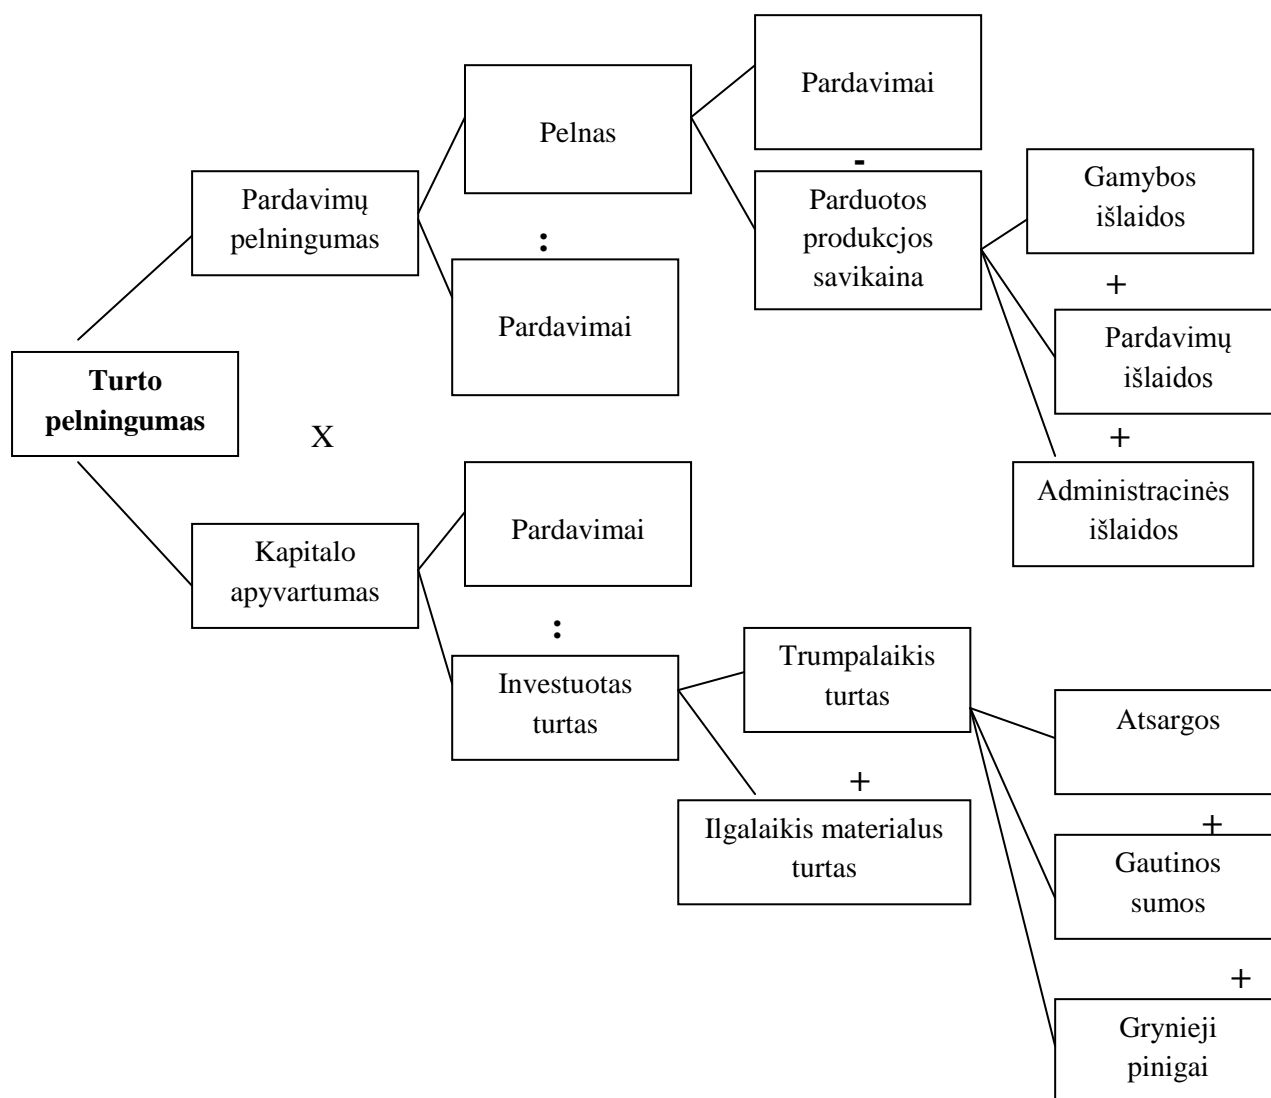 Pardavimai
Pelnas
-
Gamybos
išlaidos
Pardavimų
pelningumas
Parduotos
produkcjos
savikaina
:
+
Pardavimai
Pardavimų
išlaidos
Turto
pelningumas
X
+
Pardavimai
Administracinės
išlaidos
Kapitalo
apyvartumas
:
Trumpalaikis
turtas
Investuotas
turtas
Atsargos
+
Ilgalaikis materialus
turtas
+
Gautinos
sumos
+
Grynieji
pinigai